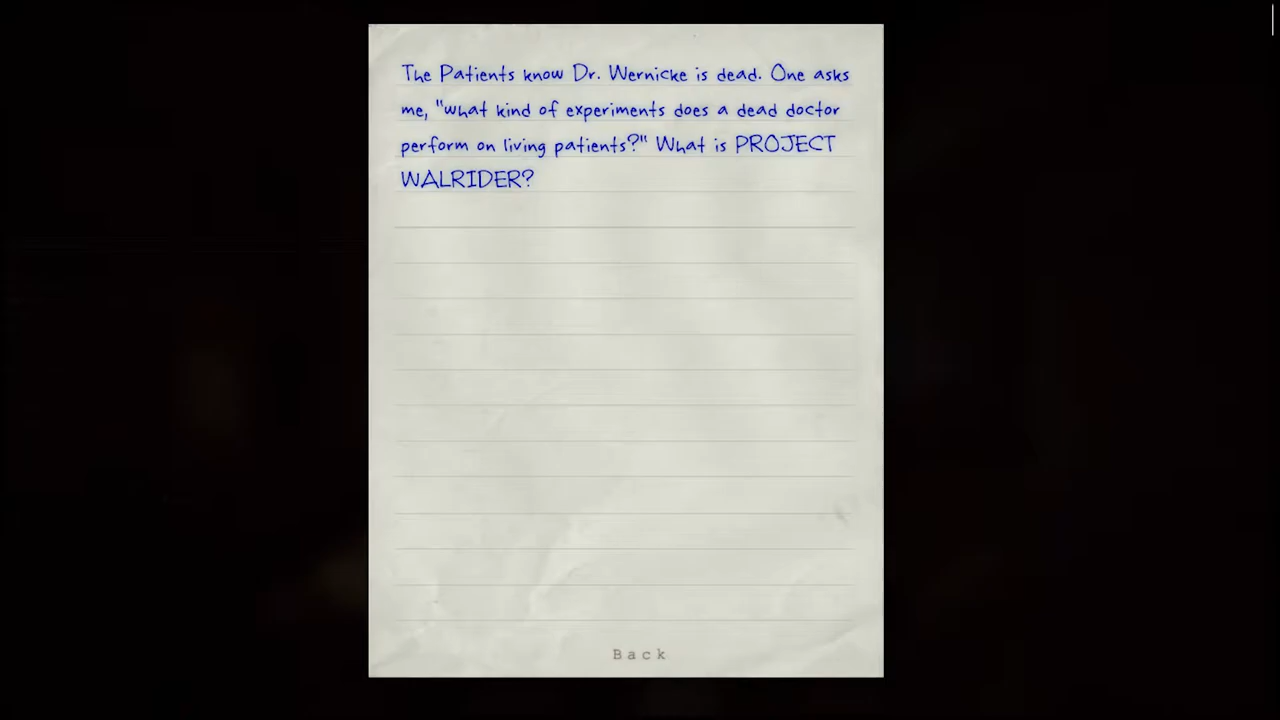 The Patients know Dr. Wernicke is dead. One asks
me, "what kind of experiments does a dead doctor
perform on living patients?" What is PROJECT
WALRIDER?
Back